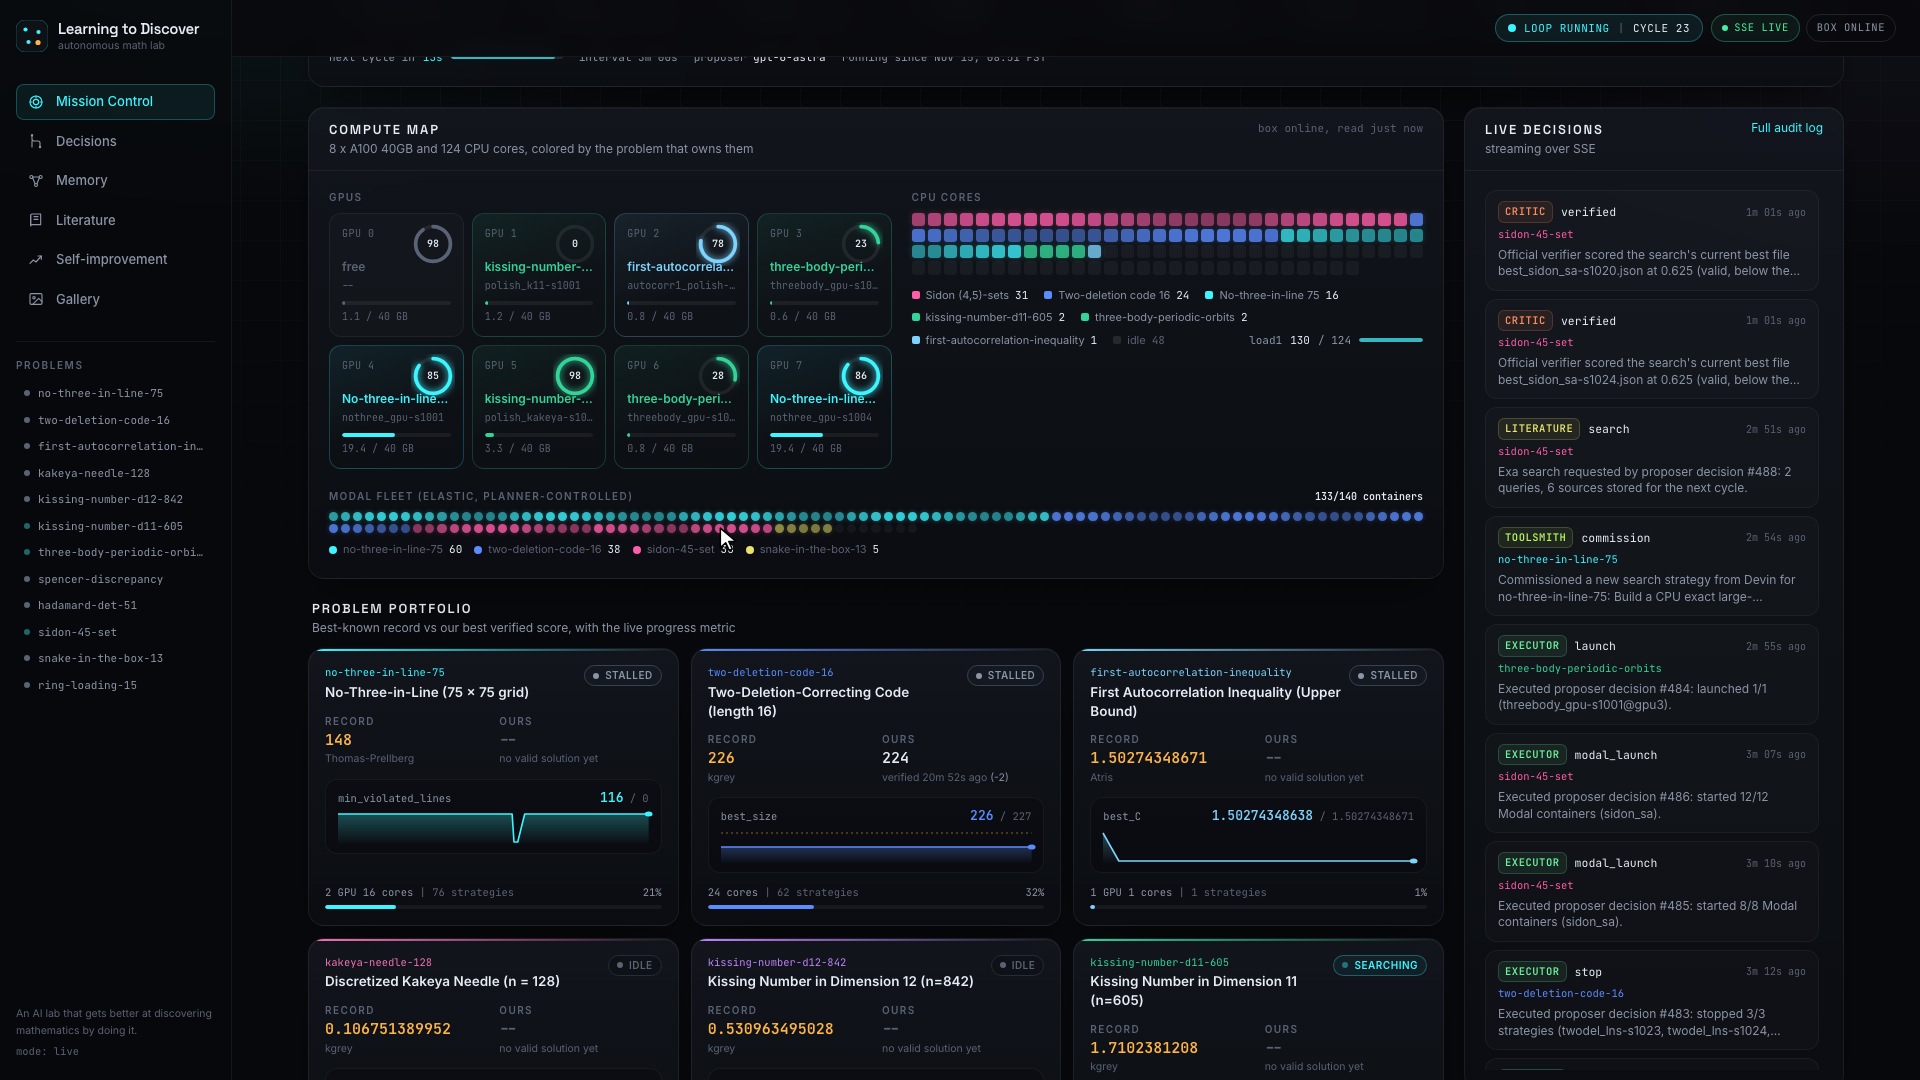 Learning to Discover
autonomous math lab
Mission Control
Decisions
Memory
Literature
Self-improvement
Gallery
PROBLEMS
no-three-in-line-75
two-deletion-code-16
first-autocorrelation-in…
kakeya-needle-128
kissing-number-d12-842
kissing-number-d11-605
three-body-periodic-orbi…
spencer-discrepancy
hadamard-det-51
sidon-45-set
snake-in-the-box-13
ring-loading-15
An AI lab that gets better at discovering
mathematics by doing it.
mode: live
LOOP RUNNING | CYCLE 23
SSE LIVE
BOX ONLINE
next cycle in 13s interval 3m 00s proposer gpt-6-astra running since Nov 15, 08:51 PST
COMPUTE MAP
box online, read just now
8 x A100 40GB and 124 CPU cores, colored by the problem that owns them
GPUS
GPU 0 98
free
--
1.1 / 40 GB
GPU 1 0
kissing-number-…
polish_k11-s1001
1.2 / 40 GB
GPU 2 78
first-autocorrela…
autocorr1_polish-…
0.8 / 40 GB
GPU 3 23
three-body-peri…
threebody_gpu-s10…
0.6 / 40 GB
GPU 4 85
No-three-in-line…
nothree_gpu-s1001
19.4 / 40 GB
GPU 5 98
kissing-number-…
polish_kakeya-s10…
3.3 / 40 GB
GPU 6 28
three-body-peri…
threebody_gpu-s10…
0.8 / 40 GB
GPU 7 86
No-three-in-line…
nothree_gpu-s1004
19.4 / 40 GB
CPU CORES
Sidon (4,5)-sets 31 Two-deletion code 16 24 No-three-in-line 75 16
kissing-number-d11-605 2 three-body-periodic-orbits 2
first-autocorrelation-inequality 1 idle 48 load1 130 / 124
MODAL FLEET (ELASTIC, PLANNER-CONTROLLED)
133/140 containers
no-three-in-line-75 60 two-deletion-code-16 38 sidon-45-set snake-in-the-box-13 5
PROBLEM PORTFOLIO
Best-known record vs our best verified score, with the live progress metric
no-three-in-line-75
STALLED
No-Three-in-Line (75 × 75 grid)
RECORD OURS
148 --
Thomas-Prellberg no valid solution yet
min_violated_lines 116 / 0
2 GPU 16 cores | 76 strategies 21%
two-deletion-code-16
STALLED
Two-Deletion-Correcting Code
(length 16)
RECORD OURS
226 224
kgrey verified 20m 52s ago (-2)
best_size 226 / 227
24 cores | 62 strategies 32%
first-autocorrelation-inequality
STALLED
First Autocorrelation Inequality (Upper
Bound)
RECORD OURS
1.50274348671 --
Atris no valid solution yet
best_C 1.50274348638 / 1.50274348671
1 GPU 1 cores | 1 strategies 1%
kakeya-needle-128
IDLE
Discretized Kakeya Needle (n = 128)
RECORD OURS
0.106751389952 --
kgrey no valid solution yet
kissing-number-d12-842
IDLE
Kissing Number in Dimension 12 (n=842)
RECORD OURS
0.530963495028 --
kgrey no valid solution yet
kissing-number-d11-605
SEARCHING
Kissing Number in Dimension 11
(n=605)
RECORD OURS
1.7102381208 --
kgrey no valid solution yet
LIVE DECISIONS
Full audit log
streaming over SSE
CRITIC verified 1m 01s ago
sidon-45-set
Official verifier scored the search's current best file
best_sidon_sa-s1020.json at 0.625 (valid, below the…
CRITIC verified 1m 01s ago
sidon-45-set
Official verifier scored the search's current best file
best_sidon_sa-s1024.json at 0.625 (valid, below the…
LITERATURE search 2m 51s ago
sidon-45-set
Exa search requested by proposer decision #488: 2
queries, 6 sources stored for the next cycle.
TOOLSMITH commission 2m 54s ago
no-three-in-line-75
Commissioned a new search strategy from Devin for
no-three-in-line-75: Build a CPU exact large-…
EXECUTOR launch 2m 55s ago
three-body-periodic-orbits
Executed proposer decision #484: launched 1/1
(threebody_gpu-s1001@gpu3).
EXECUTOR modal_launch 3m 07s ago
sidon-45-set
Executed proposer decision #486: started 12/12
Modal containers (sidon_sa).
EXECUTOR modal_launch 3m 10s ago
sidon-45-set
Executed proposer decision #485: started 8/8 Modal
containers (sidon_sa).
EXECUTOR stop 3m 12s ago
two-deletion-code-16
Executed proposer decision #483: stopped 3/3
strategies (twodel_lns-s1023, twodel_lns-s1024,…